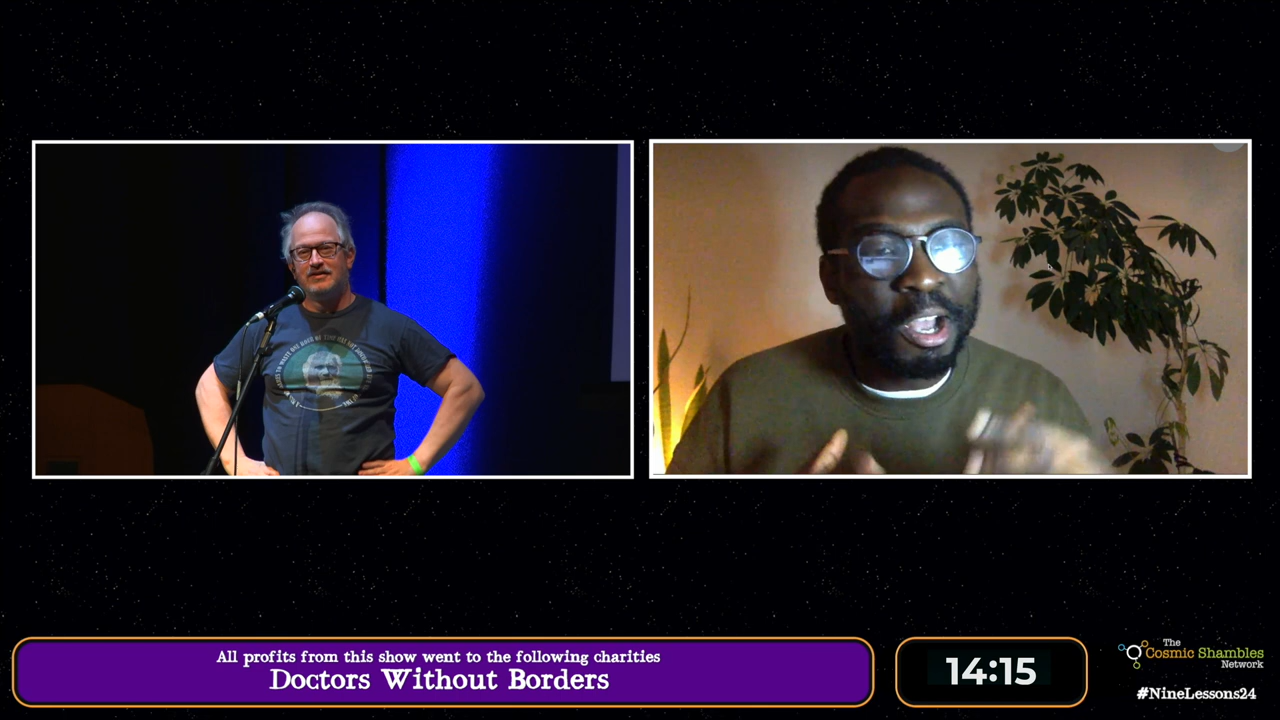 All profits from this show went to the following charities
Doctors Without Borders
14:15
The
Cosmic Shambles
Network
#NineLessons24